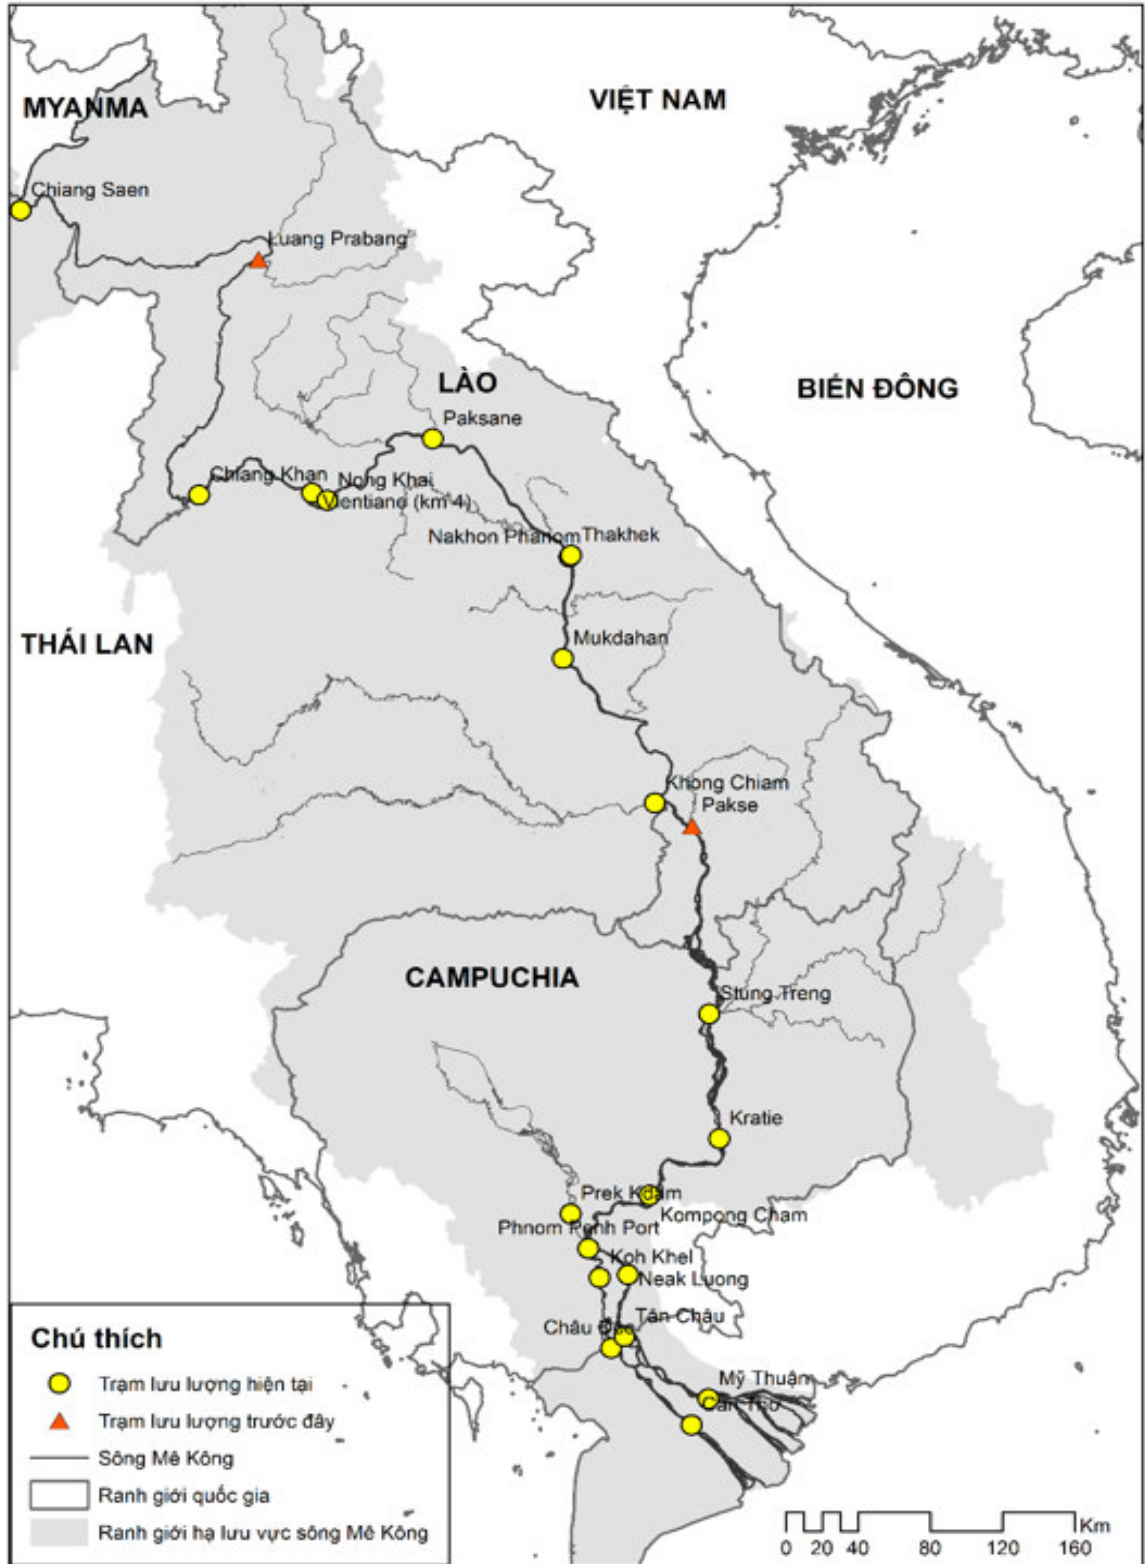 MYANMA
VIỆT NAM
Chiang Saen
Luang Prabang
LÀO
BIỂN ĐÔNG
Paksane
Chiang Khan
Nong Khai
Vientiane (km 4)
Nakhon Phanom
Thakhek
Mukdahan
THÁI LAN
Khong Chiam
Pakse
CAMPUCHIA
Stung Treng
Kratie
Prek Kdam
Kompong Cham
Phnom Penh Port
Koh Khel
Neak Luong
Tân Châu
Châu Đốc
Mỹ Thuận
Cần Thơ
Chú thích
Trạm lưu lượng hiện tại
Trạm lưu lượng trước đây
Sông Mê Kông
Ranh giới quốc gia
Ranh giới hạ lưu vực sông Mê Kông
Km
0 20 40 80 120 160